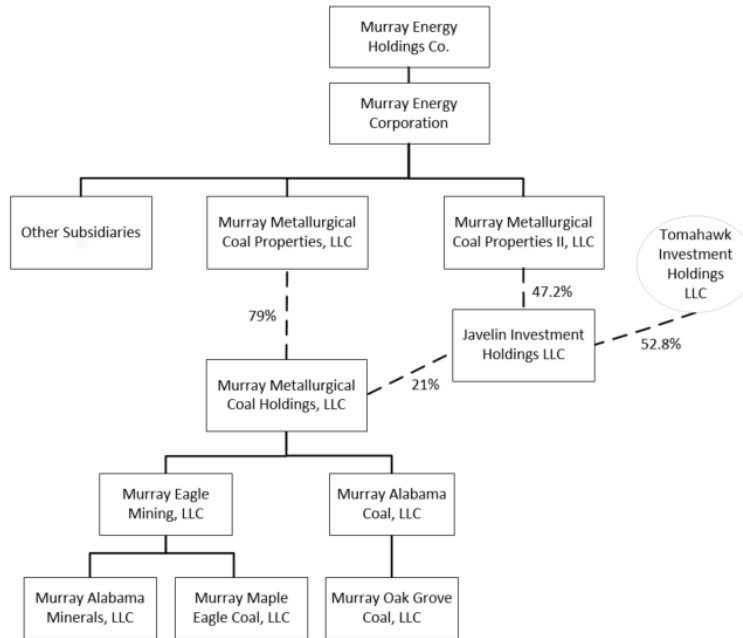 Murray Energy
Holdings Co.
Murray Energy
Corporation
Other Subsidiaries
Murray Metallurgical
Coal Properties, LLC
Murray Metallurgical
Coal Properties II, LLC
Tomahawk
Investment
Holdings
LLC
79%
47.2%
Javelin Investment
Holdings LLC
52.8%
Murray Metallurgical
Coal Holdings, LLC
21%
Murray Eagle
Mining, LLC
Murray Alabama
Coal, LLC
Murray Alabama
Minerals, LLC
Murray Maple
Eagle Coal, LLC
Murray Oak Grove
Coal, LLC